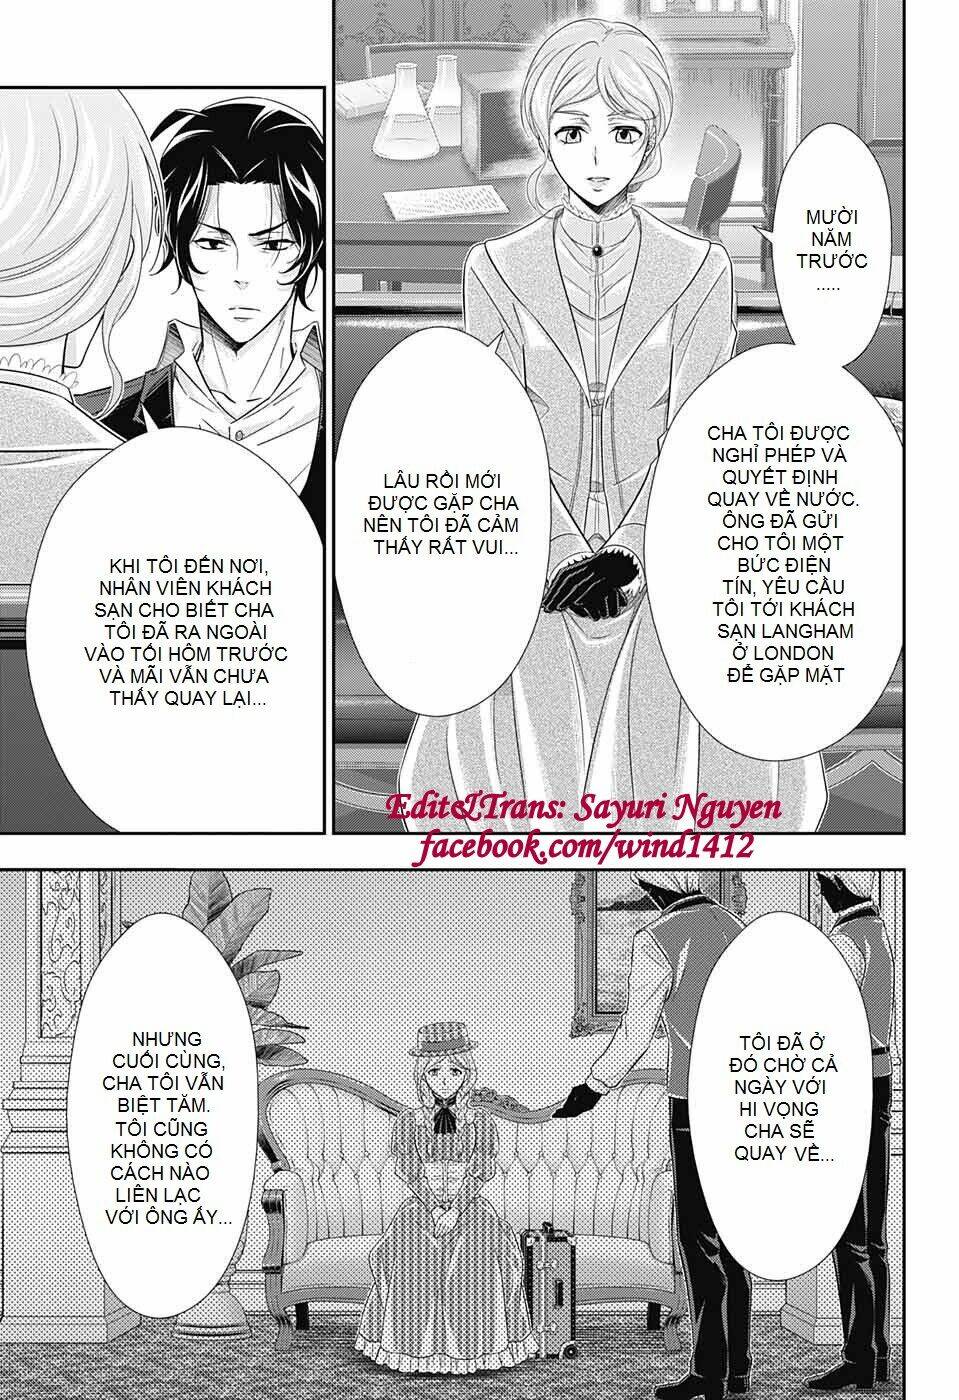 MƯỜI
NĂM
TRƯỚC
.....
CHA TÔI ĐƯỢC
NGHỈ PHÉP VÀ
QUYẾT ĐỊNH
QUAY VỀ NƯỚC.
ÔNG ĐÃ GỬI
CHO TÔI MỘT
BỨC ĐIỆN
TÍN, YÊU CẦU
TÔI TỚI KHÁCH
SẠN LANGHAM
Ở LONDON
ĐỂ GẶP MẶT
LÂU RỒI MỚI
ĐƯỢC GẶP CHA
NÊN TÔI ĐÃ CẢM
THẤY RẤT VUI...
KHI TÔI ĐẾN NƠI,
NHÂN VIÊN KHÁCH
SẠN CHO BIẾT CHA
TÔI ĐÃ RA NGOÀI
VÀO TỐI HÔM TRƯỚC
VÀ MÃI VẪN CHƯA
THẤY QUAY LẠI...
Edit&Trans: Sayuri Nguyen
facebook.com/wind1412
TÔI ĐÃ Ở
ĐÓ CHỜ CẢ
NGÀY VỚI
HI VỌNG
CHA SẼ
QUAY VỀ...
NHƯNG
CUỐI CÙNG,
CHA TÔI VẪN
BIỆT TĂM.
TÔI CŨNG
KHÔNG CÓ
CÁCH NÀO
LIÊN LẠC
VỚI ÔNG ẤY...